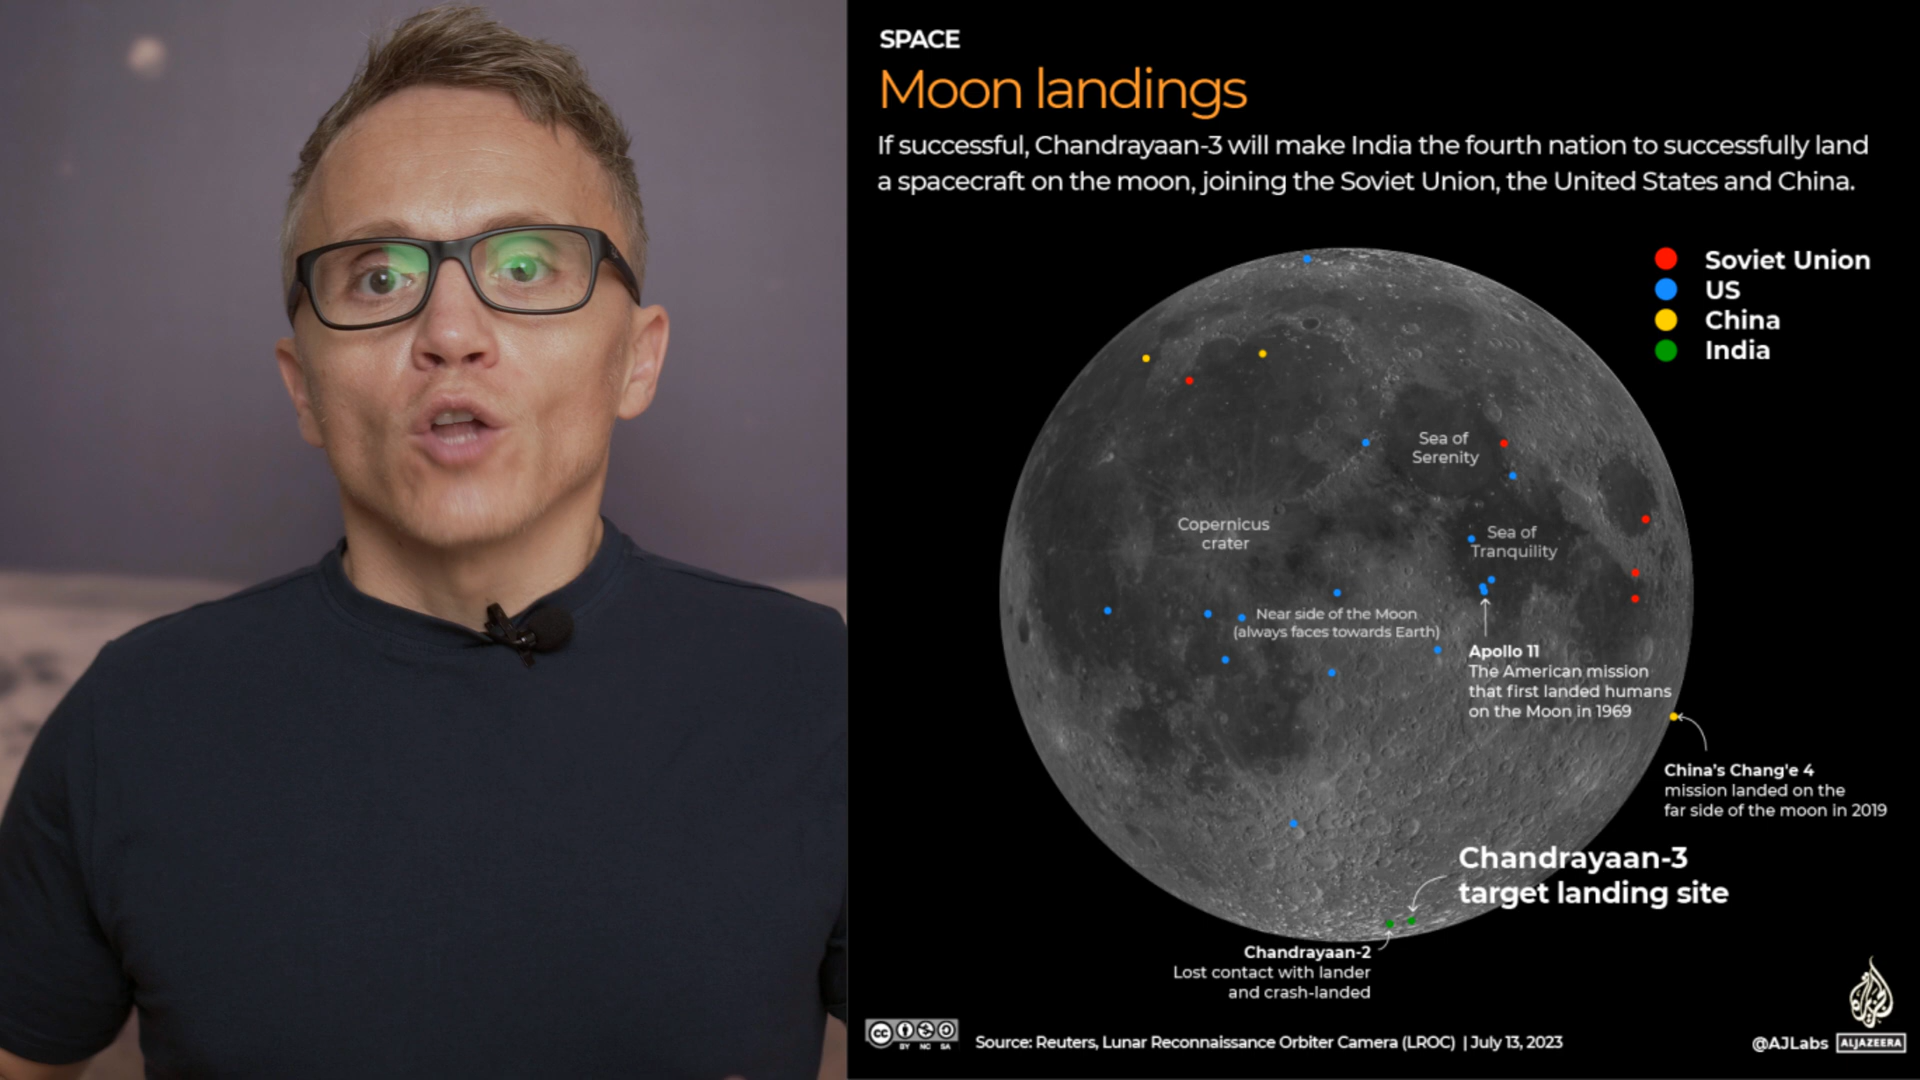 SPACE
Moon landings
If successful, Chandrayaan-3 will make India the fourth nation to successfully land
a spacecraft on the moon, joining the Soviet Union, the United States and China.
Soviet Union
US
China
India
Sea of
Serenity
Copernicus
crater
Sea of
Tranquility
Near side of the Moon
(always faces towards Earth)
Apollo 11
The American mission
that first landed humans
on the Moon in 1969
China's Chang'e 4
mission landed on the
far side of the moon in 2019
Chandrayaan-3
target landing site
Chandrayaan-2
Lost contact with lander
and crash-landed
cc BY NC SA
Source: Reuters, Lunar Reconnaissance Orbiter Camera (LROC) | July 13, 2023
@AJLabs ALJAZEERA